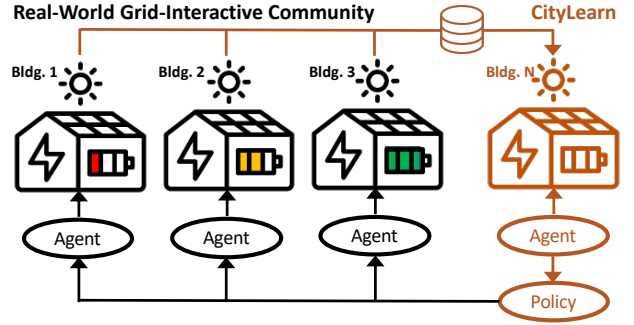 Real-World Grid-Interactive Community
CityLearn
Bldg. 1
Bldg. 2
Bldg. 3
Bldg. N
Agent
Agent
Agent
Agent
Policy